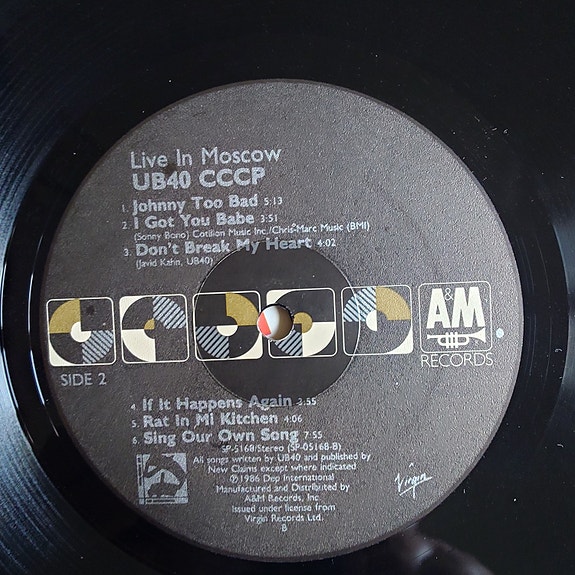 Live In Moscow
UB40 CCCP
1. Johnny Too Bad 5:13
2. I Got You Babe 3:51
(Sonny Bono) Cotillion Music Inc./Chris-Marc Music (BMI)
3. Don't Break My Heart 4:02
(Javid Kahn, UB40)
A&M
RECORDS
SIDE 2
4. If It Happens Again 3:55
5. Rat In Mi Kitchen 4:06
6. Sing Our Own Song 7:55
SP-5168/Stereo (SP-05168-B)
All songs written by UB40 and published by
New Claims except where indicated
℗1986 Dep International
Manufactured and Distributed by
A&M Records, Inc.
Issued under license from
Virgin Records Ltd.
B
Virgin